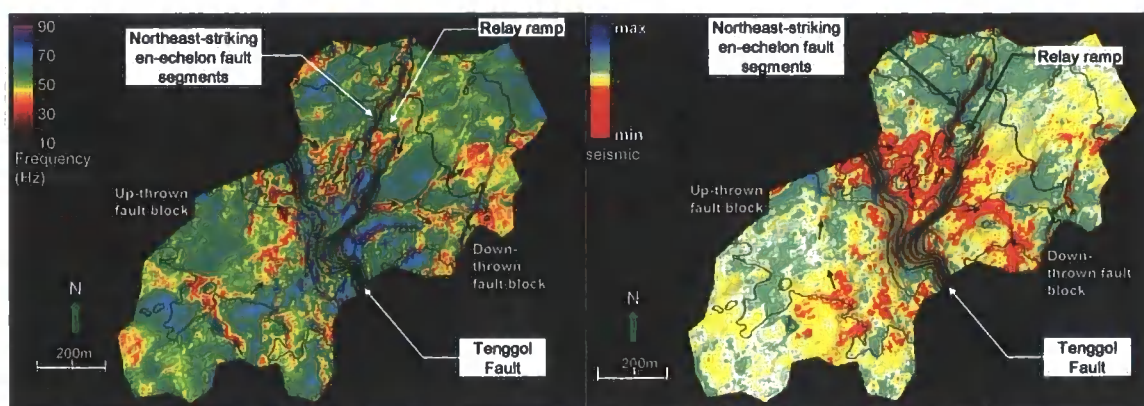 90
70
50
30
10
Frequency
(Hz)
Northeast-striking
en-echelon fault
segments
Relay ramp
Up-thrown
fault block
Down-
thrown
fault-block
N
200m
Tenggol
Fault
max
min
seismic
Northeast-striking
en-echelon fault
segments
Relay ramp
Up-thrown
fault block
Down-
thrown fault
block
N
200m
Tenggol
Fault